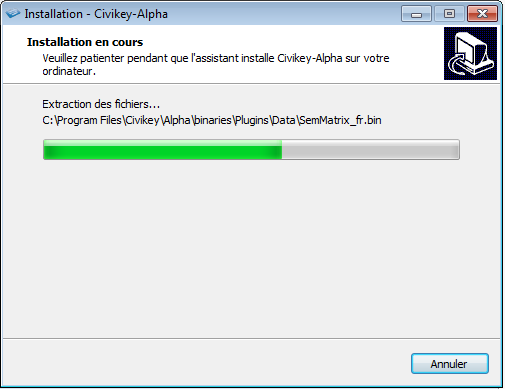 Installation - Civikey-Alpha
Installation en cours
Veuillez patienter pendant que l'assistant installe Civikey-Alpha sur votre
ordinateur.
Extraction des fichiers...
C:\Program Files\Civikey\Alpha\binaries\Plugins\Data\SemMatrix_fr.bin
Annuler